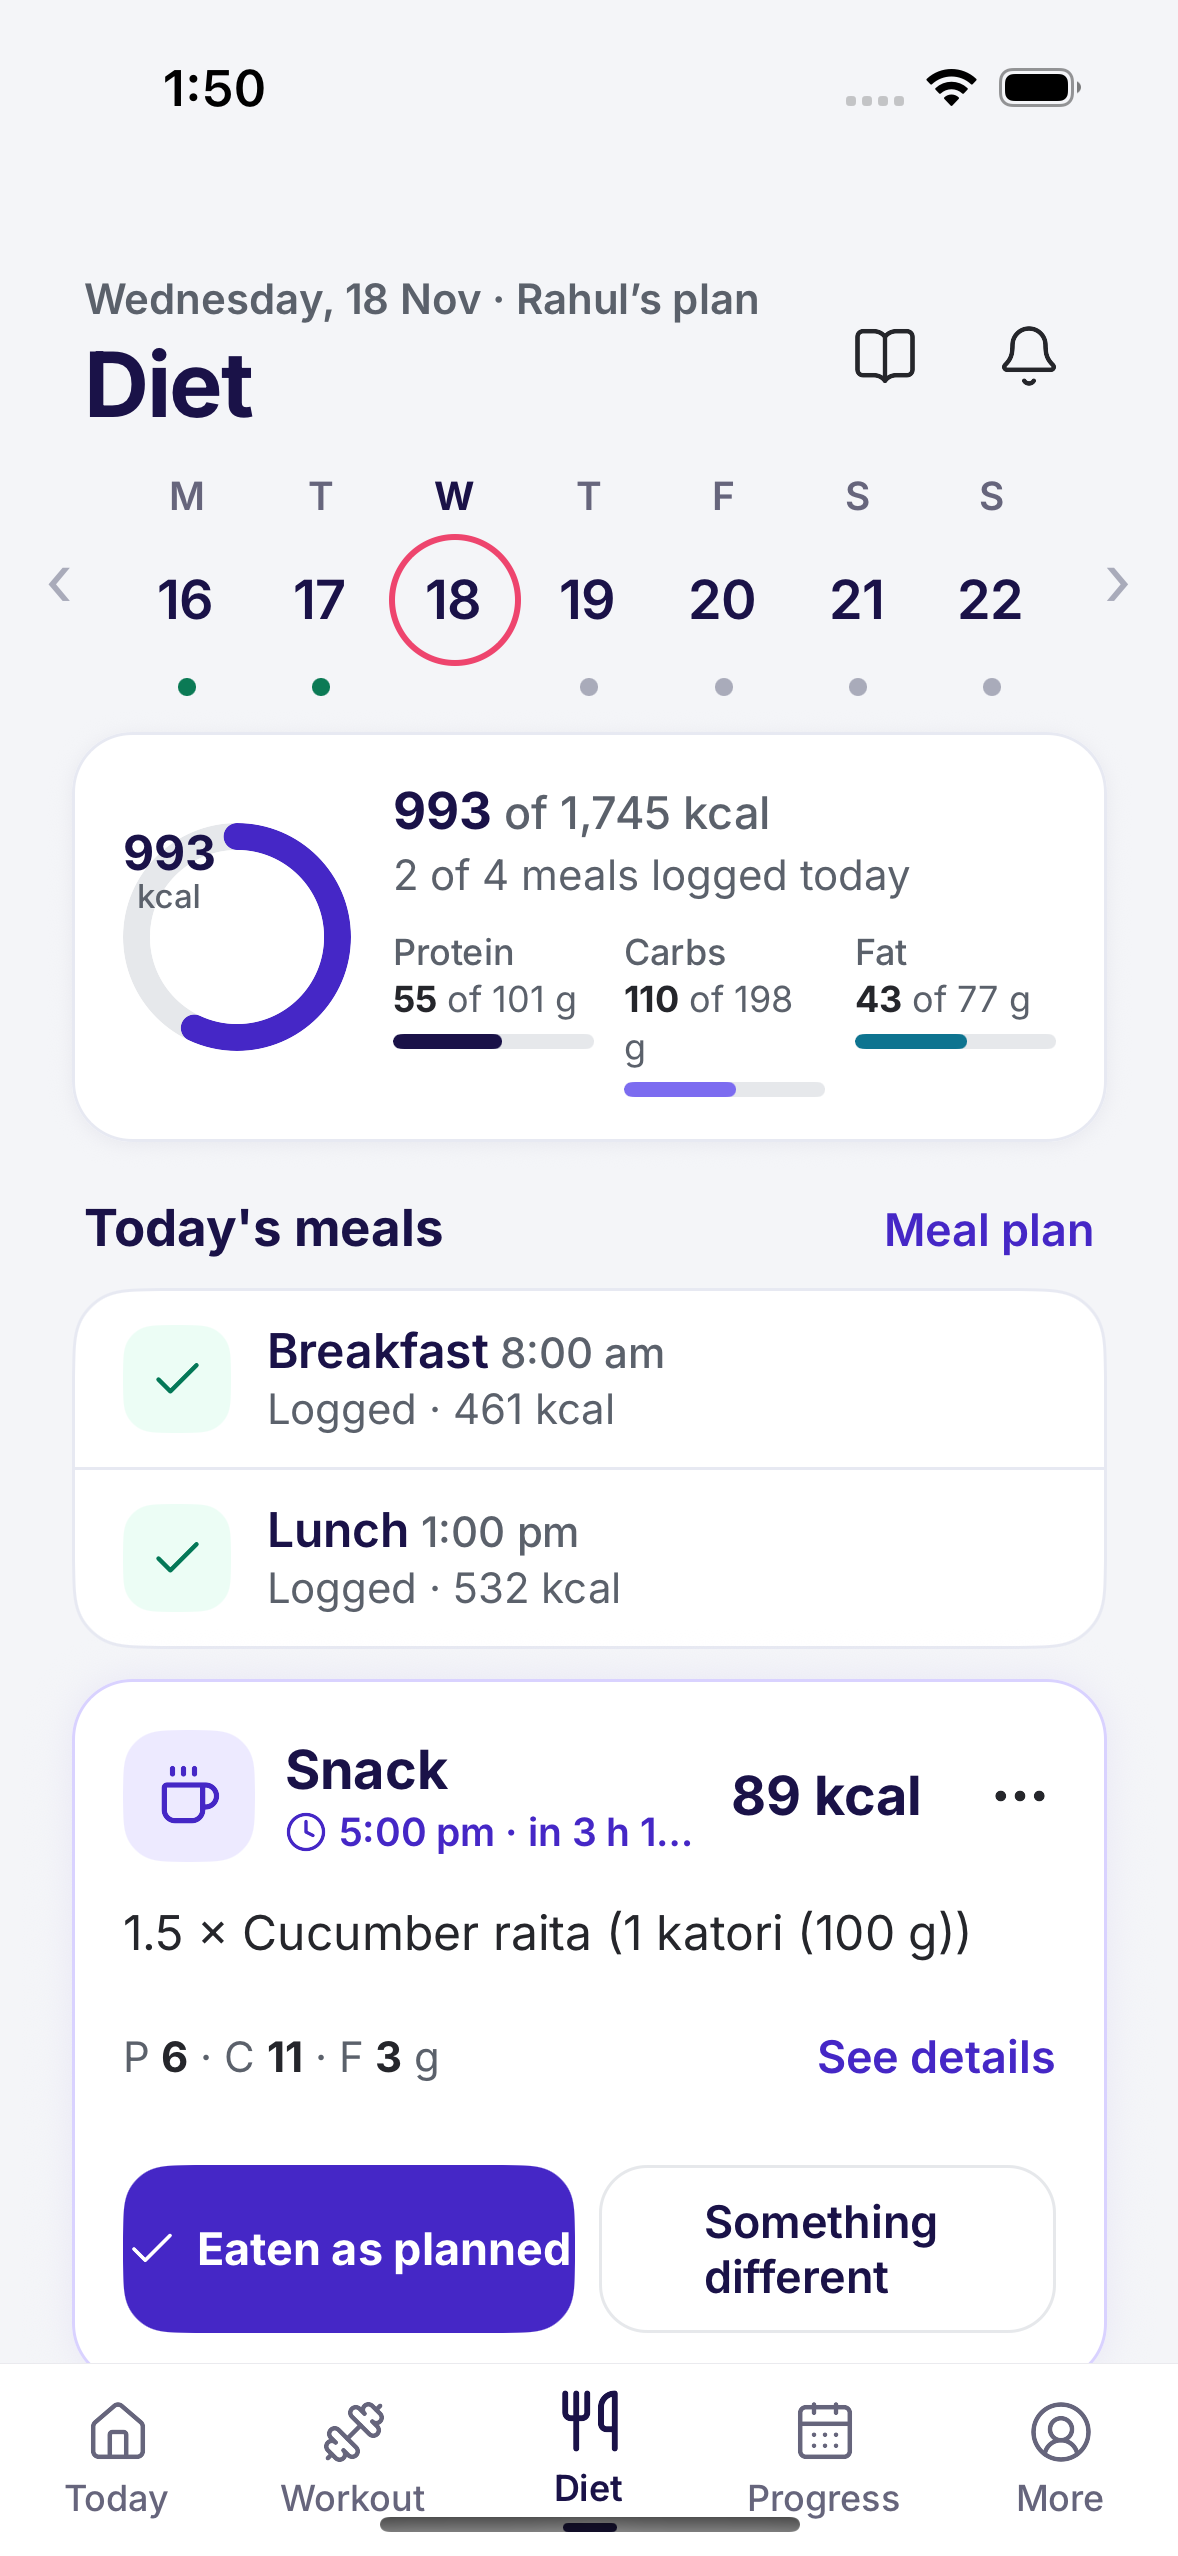 1:50
Wednesday, 18 Nov · Rahul’s plan
Diet
M T W T F S S
16 17 18 19 20 21 22
993
kcal
993 of 1,745 kcal
2 of 4 meals logged today
Protein
55 of 101 g
Carbs
110 of 198
g
Fat
43 of 77 g
Today's meals
Meal plan
Breakfast 8:00 am
Logged · 461 kcal
Lunch 1:00 pm
Logged · 532 kcal
Snack
5:00 pm · in 3 h 1...
89 kcal
1.5 × Cucumber raita (1 katori (100 g))
P 6 · C 11 · F 3 g
See details
Eaten as planned
Something
different
Today
Workout
Diet
Progress
More